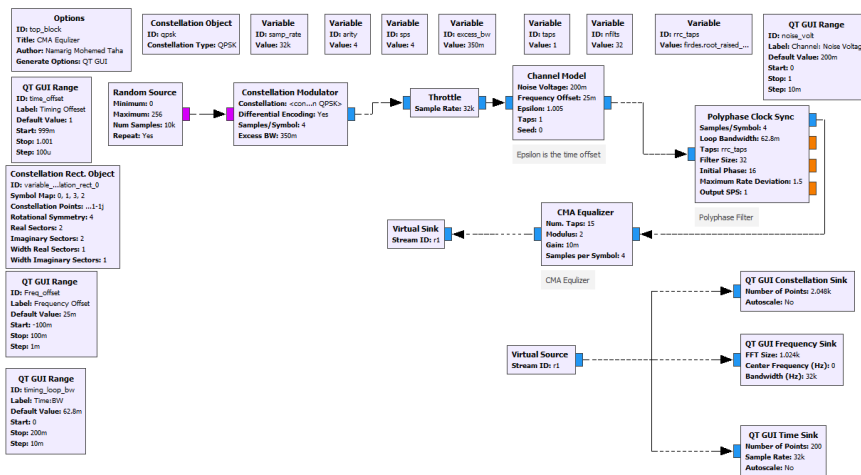 Options
ID: top_block
Title: CMA Equlizer
Author: Namarig Mohemed Taha
Generate Options: QT GUI
Constellation Object
ID: qpsk
Constellation Type: QPSK
Variable
ID: samp_rate
Value: 32k
Variable
ID: arity
Value: 4
Variable
ID: sps
Value: 4
Variable
ID: excess_bw
Value: 350m
Variable
ID: taps
Value: 1
Variable
ID: nfilts
Value: 32
Variable
ID: rrc_taps
Value: firdes.root_raised_...
QT GUI Range
ID: noise_volt
Label: Channel: Noise Voltag
Default Value: 200m
Start: 0
Stop: 1
Step: 10m
QT GUI Range
ID: time_offset
Label: Timing Offeset
Default Value: 1
Start: 999m
Stop: 1.001
Step: 100u
Random Source
Minimum: 0
Maximum: 256
Num Samples: 10k
Repeat: Yes
Constellation Modulator
Constellation: <con...n QPSK>
Differential Encoding: Yes
Samples/Symbol: 4
Excess BW: 350m
Throttle
Sample Rate: 32k
Channel Model
Noise Voltage: 200m
Frequency Offset: 25m
Epsilon: 1.005
Taps: 1
Seed: 0
Epsilon is the time offset
Polyphase Clock Sync
Samples/Symbol: 4
Loop Bandwidth: 62.8m
Taps: rrc_taps
Filter Size: 32
Initial Phase: 16
Maximum Rate Deviation: 1.5
Output SPS: 1
Polyphase Filter
Constellation Rect. Object
ID: variable_...lation_rect_0
Symbol Map: 0, 1, 3, 2
Constellation Points: ...1-1j
Rotational Symmetry: 4
Real Sectors: 2
Imaginary Sectors: 2
Width Real Sectors: 1
Width Imaginary Sectors: 1
Virtual Sink
Stream ID: r1
CMA Equalizer
Num. Taps: 15
Modulus: 2
Gain: 10m
Samples per Symbol: 4
CMA Equlizer
QT GUI Range
ID: Freq_offset
Label: Frequency Offset
Default Value: 25m
Start: -100m
Stop: 100m
Step: 1m
QT GUI Constellation Sink
Number of Points: 2.048k
Autoscale: No
Virtual Source
Stream ID: r1
QT GUI Frequency Sink
FFT Size: 1.024k
Center Frequency (Hz): 0
Bandwidth (Hz): 32k
QT GUI Range
ID: timing_loop_bw
Label: Time:BW
Default Value: 62.8m
Start: 0
Stop: 200m
Step: 10m
QT GUI Time Sink
Number of Points: 200
Sample Rate: 32k
Autoscale: No